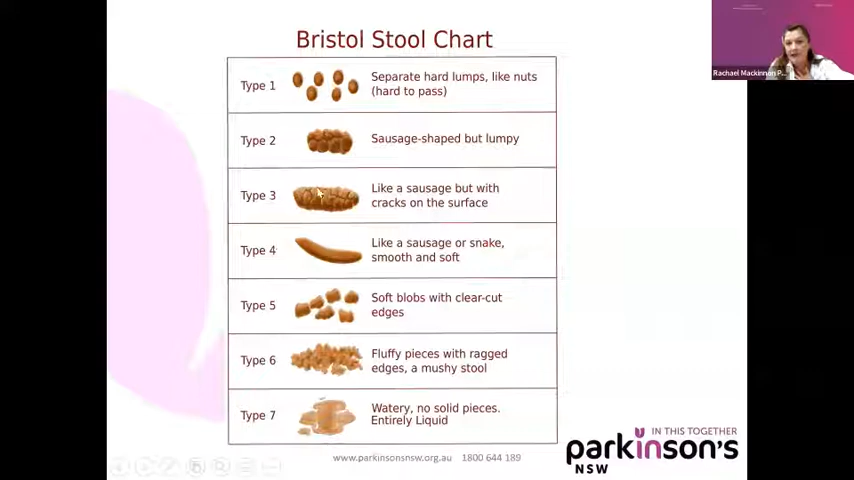 Bristol Stool Chart
Rachael Mackinnon P...
Type 1
Separate hard lumps, like nuts
(hard to pass)
Type 2
Sausage-shaped but lumpy
Type 3
Like a sausage but with
cracks on the surface
Type 4
Like a sausage or snake,
smooth and soft
Type 5
Soft blobs with clear-cut
edges
Type 6
Fluffy pieces with ragged
edges, a mushy stool
Type 7
Watery, no solid pieces.
Entirely Liquid
www.parkinsonsnsw.org.au 1800 644 189
IN THIS TOGETHER
parkinson's
NSW